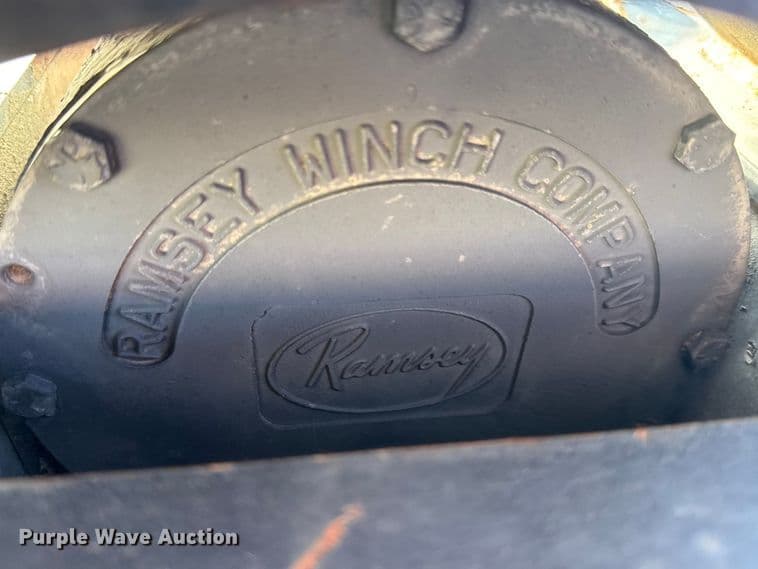 RAMSEY WINCH COMPANY
Ramsey
Purple Wave Auction